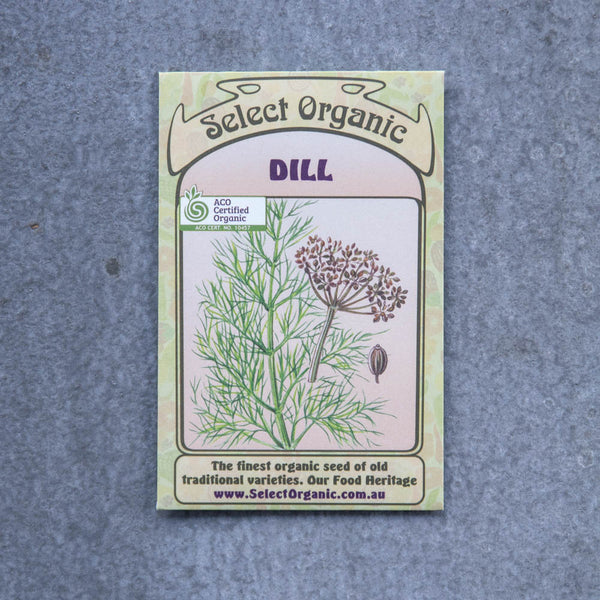 Select Organic
DILL
ACO
Certified
Organic
ACO CERT. NO. 10457
The finest organic seed of old
traditional varieties. Our Food Heritage
www.SelectOrganic.com.au